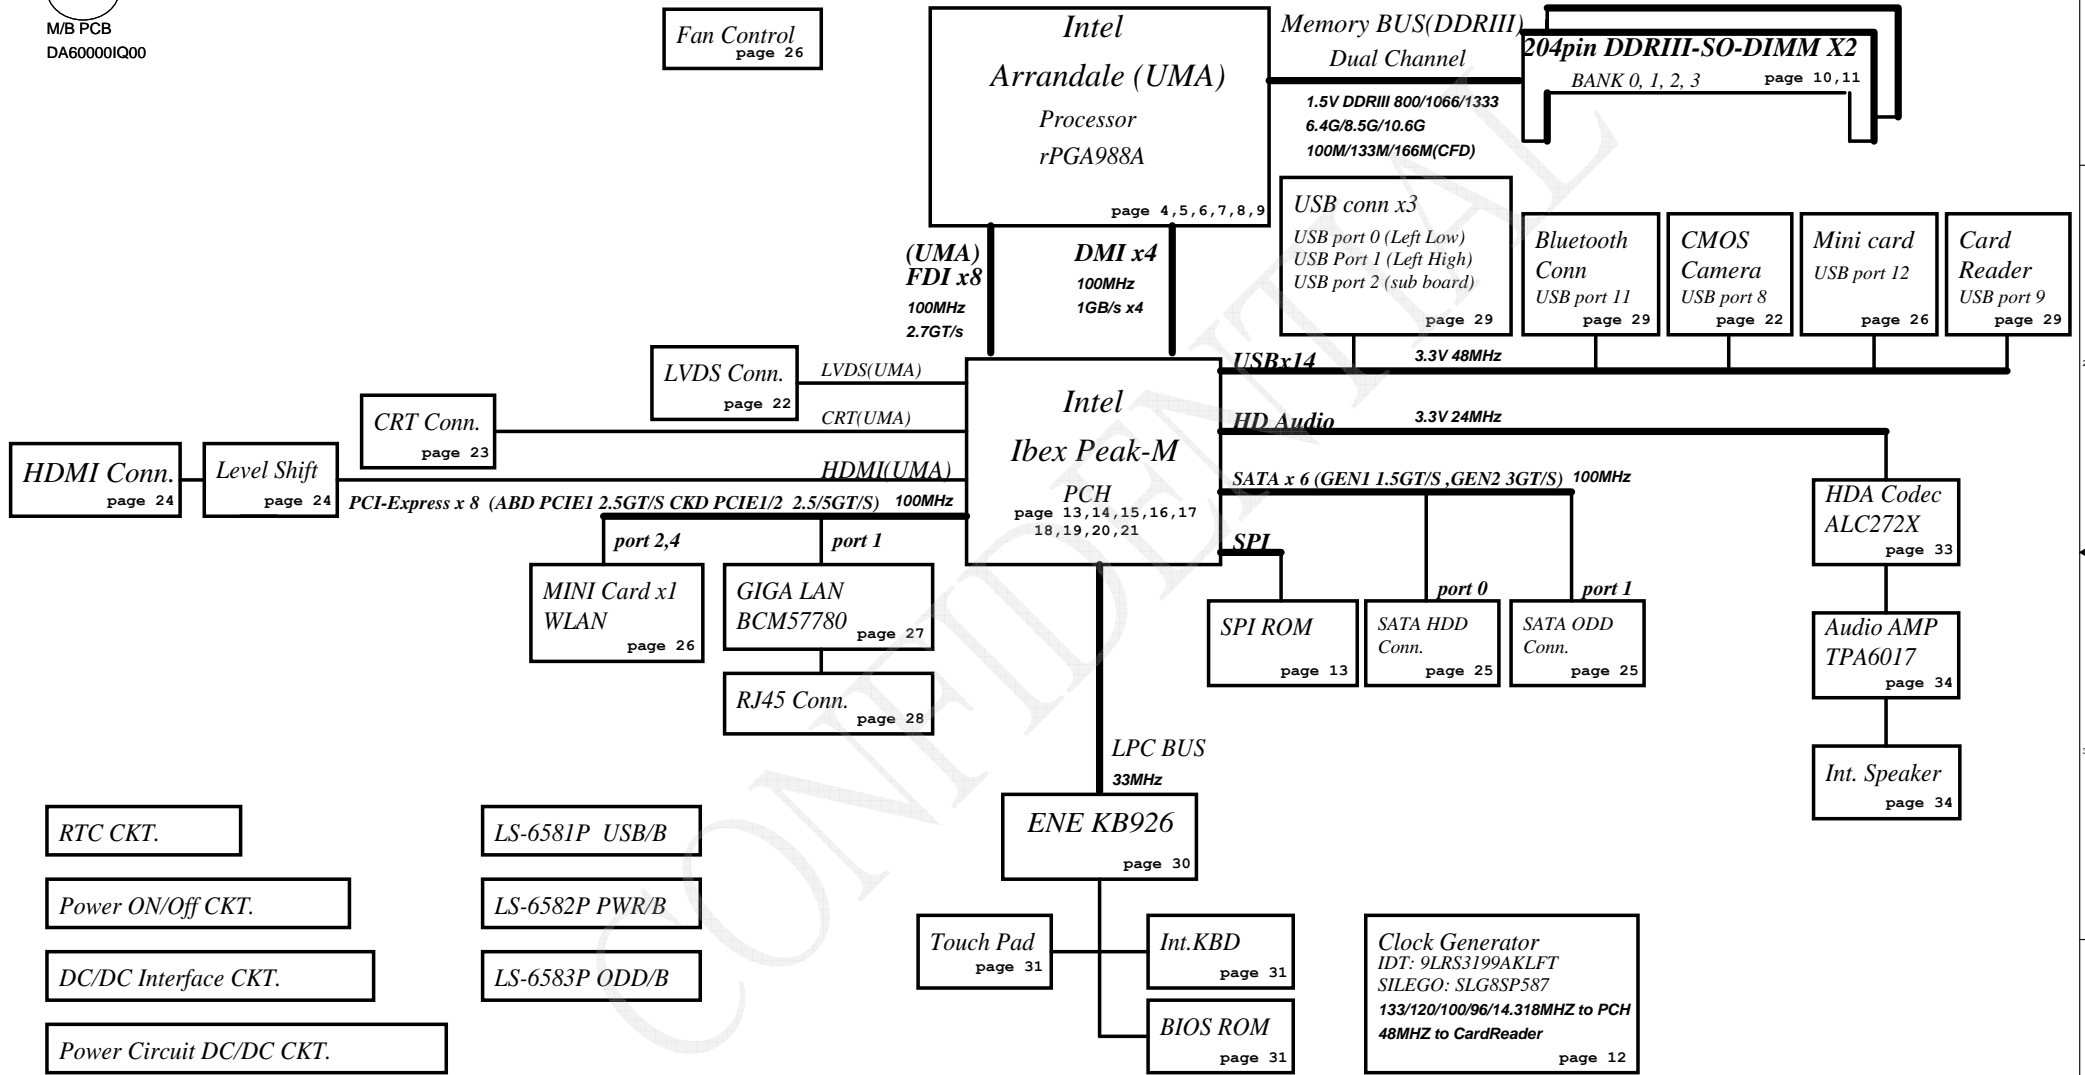 M/B PCB
DA60000IQ00
Fan Control
page 26
Intel
Arrandale (UMA)
Processor
rPGA988A
page 4,5,6,7,8,9
Memory BUS(DDRIII)
Dual Channel
1.5V DDRIII 800/1066/1333
6.4G/8.5G/10.6G
100M/133M/166M(CFD)
204pin DDRIII-SO-DIMM X2
BANK 0, 1, 2, 3
page 10,11
(UMA)
FDI x8
100MHz
2.7GT/s
DMI x4
100MHz
1GB/s x4
USB conn x3
USB port 0 (Left Low)
USB Port 1 (Left High)
USB port 2 (sub board)
page 29
Bluetooth
Conn
USB port 11
page 29
CMOS
Camera
USB port 8
page 22
Mini card
USB port 12
page 26
Card
Reader
USB port 9
page 29
USBx14
3.3V 48MHz
LVDS Conn.
page 22
LVDS(UMA)
CRT Conn.
page 23
CRT(UMA)
HDMI Conn.
page 24
Level Shift
page 24
HDMI(UMA)
PCI-Express x 8 (ABD PCIE1 2.5GT/S CKD PCIE1/2 2.5/5GT/S)
100MHz
Intel
Ibex Peak-M
PCH
page 13,14,15,16,17
18,19,20,21
HD Audio
3.3V 24MHz
SATA x 6 (GEN1 1.5GT/S ,GEN2 3GT/S)
100MHz
SPI
port 2,4
port 1
MINI Card x1
WLAN
page 26
GIGA LAN
BCM57780
page 27
RJ45 Conn.
page 28
SPI ROM
page 13
port 0
SATA HDD
Conn.
page 25
port 1
SATA ODD
Conn.
page 25
HDA Codec
ALC272X
page 33
Audio AMP
TPA6017
page 34
Int. Speaker
page 34
LPC BUS
33MHz
ENE KB926
page 30
Touch Pad
page 31
Int.KBD
page 31
BIOS ROM
page 31
Clock Generator
IDT: 9LRS3199AKLFT
SILEGO: SLG8SP587
133/120/100/96/14.318MHZ to PCH
48MHZ to CardReader
page 12
RTC CKT.
Power ON/Off CKT.
DC/DC Interface CKT.
Power Circuit DC/DC CKT.
LS-6581P USB/B
LS-6582P PWR/B
LS-6583P ODD/B
CONFIDENTIAL